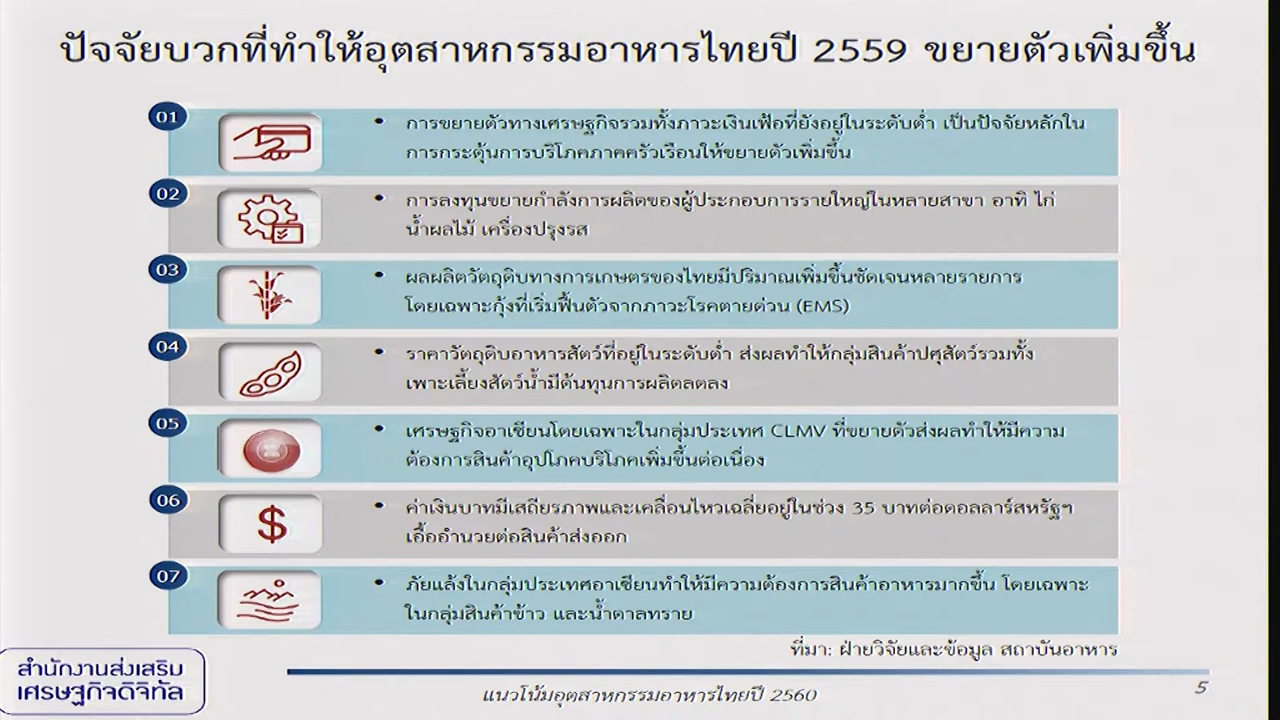 ปัจจัยบวกที่ทำให้อุตสาหกรรมอาหารไทยปี 2559 ขยายตัวเพิ่มขึ้น
01
• การขยายตัวทางเศรษฐกิจรวมทั้งภาวะเงินเฟ้อที่ยังอยู่ในระดับต่ำ เป็นปัจจัยหลักใน
การกระตุ้นการบริโภคภาคครัวเรือนให้ขยายตัวเพิ่มขึ้น
02
• การลงทุนขยายกำลังการผลิตของผู้ประกอบการรายใหญ่ในหลายสาขา อาทิ ไก่
น้ำผลไม้ เครื่องปรุงรส
03
• ผลผลิตวัตถุดิบทางการเกษตรของไทยมีปริมาณเพิ่มขึ้นชัดเจนหลายรายการ
โดยเฉพาะกุ้งที่เริ่มฟื้นตัวจากภาวะโรคตายด่วน (EMS)
04
• ราคาวัตถุดิบอาหารสัตว์ที่อยู่ในระดับต่ำ ส่งผลทำให้กลุ่มสินค้าปศุสัตว์รวมทั้ง
เพาะเลี้ยงสัตว์น้ำมีต้นทุนการผลิตลดลง
05
• เศรษฐกิจอาเซียนโดยเฉพาะในกลุ่มประเทศ CLMV ที่ขยายตัวส่งผลทำให้มีความ
ต้องการสินค้าอุปโภคบริโภคเพิ่มขึ้นต่อเนื่อง
06
$
• ค่าเงินบาทมีเสถียรภาพและเคลื่อนไหวเฉลี่ยอยู่ในช่วง 35 บาทต่อดอลลาร์สหรัฐฯ
เอื้ออำนวยต่อสินค้าส่งออก
07
• ภัยแล้งในกลุ่มประเทศอาเซียนทำให้มีความต้องการสินค้าอาหารมากขึ้น โดยเฉพาะ
ในกลุ่มสินค้าข้าว และน้ำตาลทราย
ที่มา: ฝ่ายวิจัยและข้อมูล สถาบันอาหาร
สำนักงานส่งเสริม
เศรษฐกิจดิจิทัล
แนวโน้มอุตสาหกรรมอาหารไทยปี 2560
5